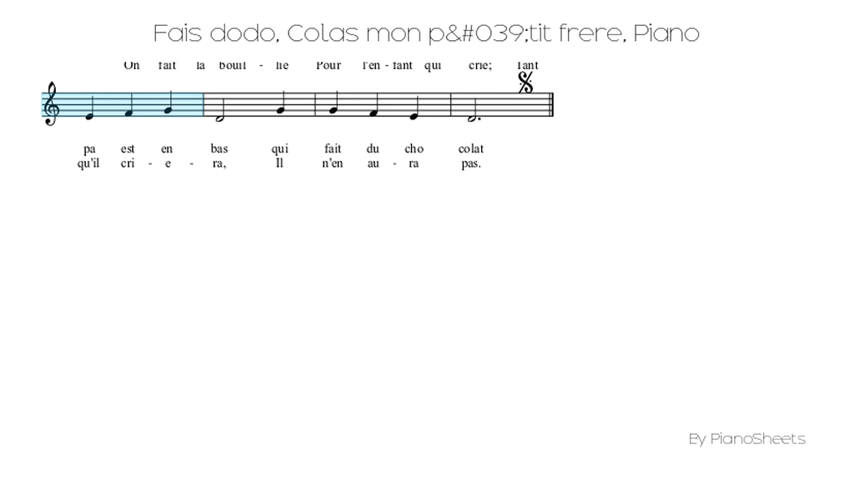 Fais dodo, Colas mon p&#039;tit frere, Piano
On fait la bouil - lie Pour l'en - fant qui crie; Tant
pa est en bas qui fait du cho colat
qu'il cri - e - ra, Il n'en au - ra pas.
By PianoSheets